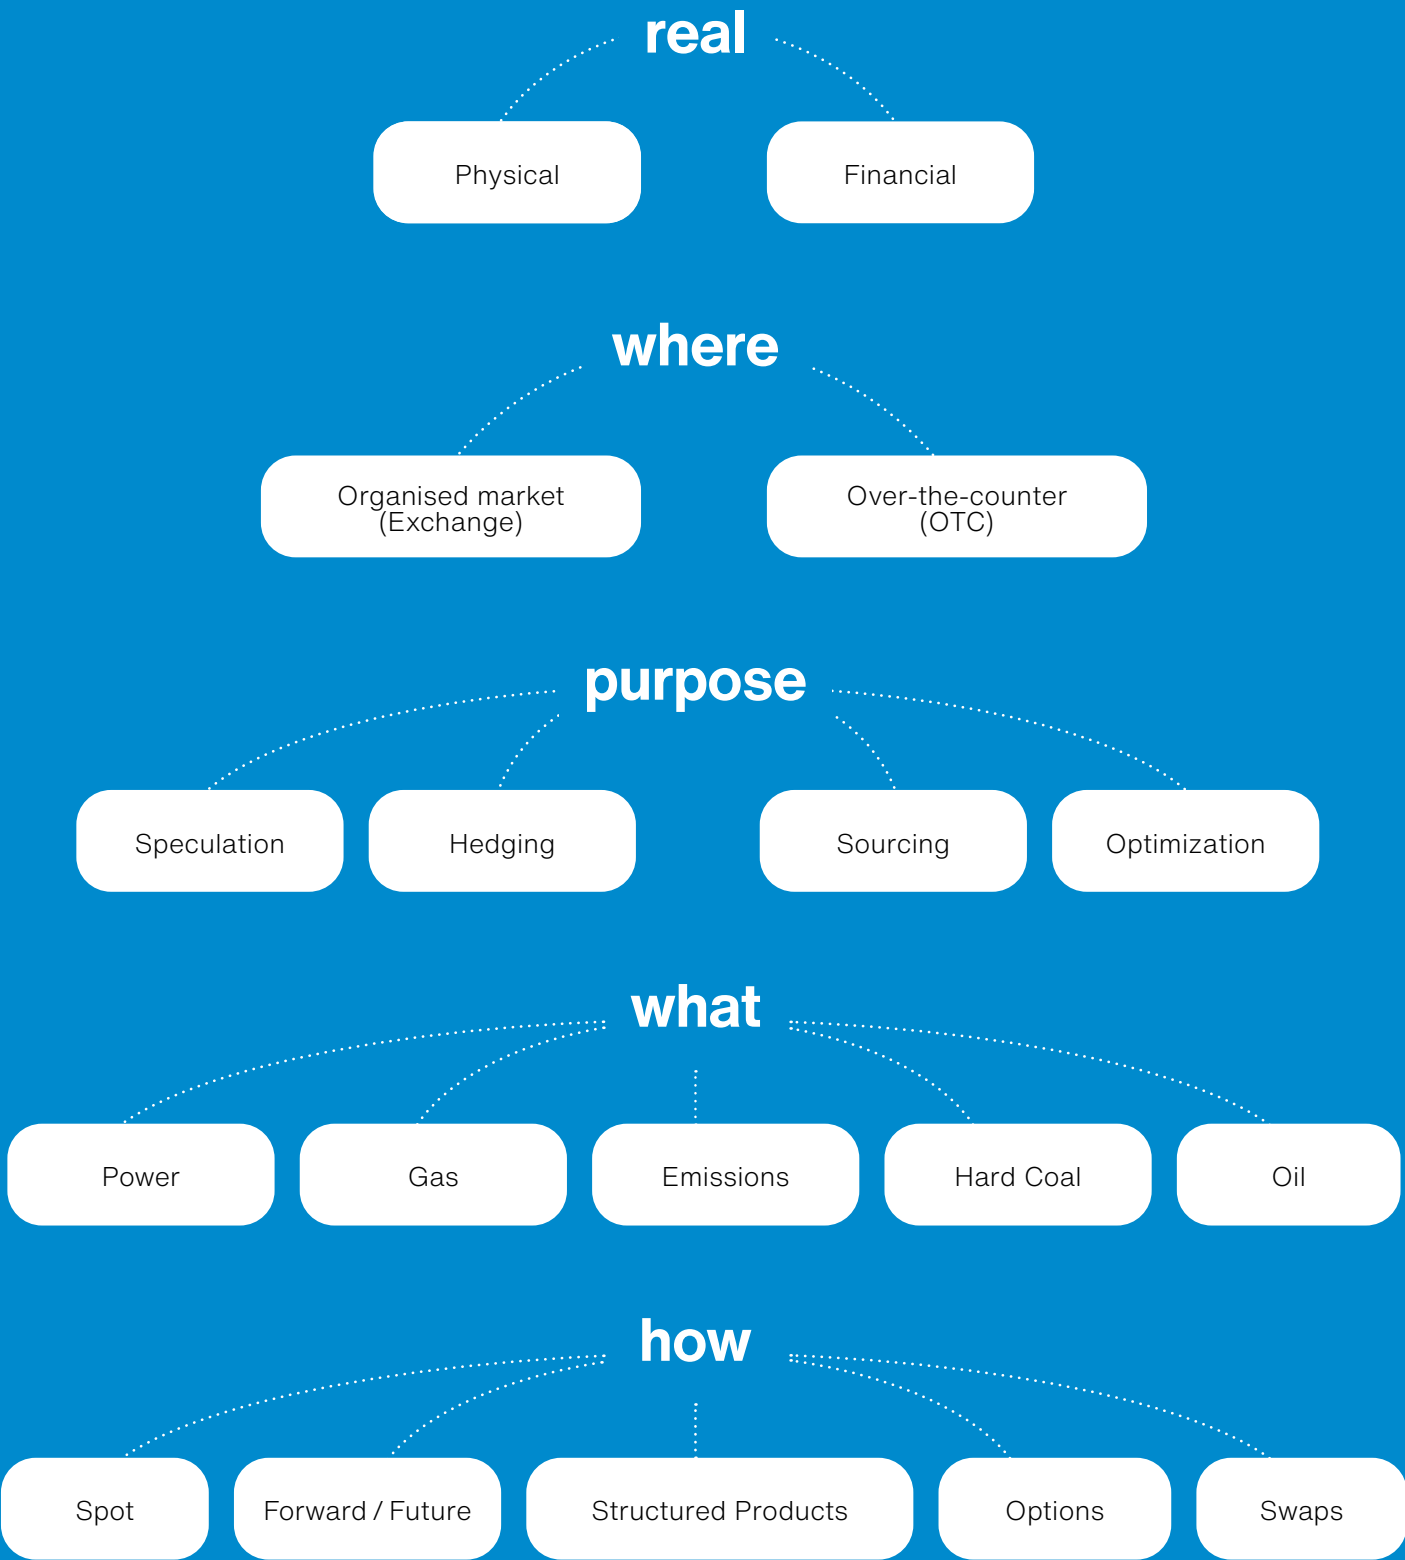 real
Physical
Financial
where
Organised market
(Exchange)
Over-the-counter
(OTC)
purpose
Speculation
Hedging
Sourcing
Optimization
what
Power
Gas
Emissions
Hard Coal
Oil
how
Spot
Forward / Future
Structured Products
Options
Swaps